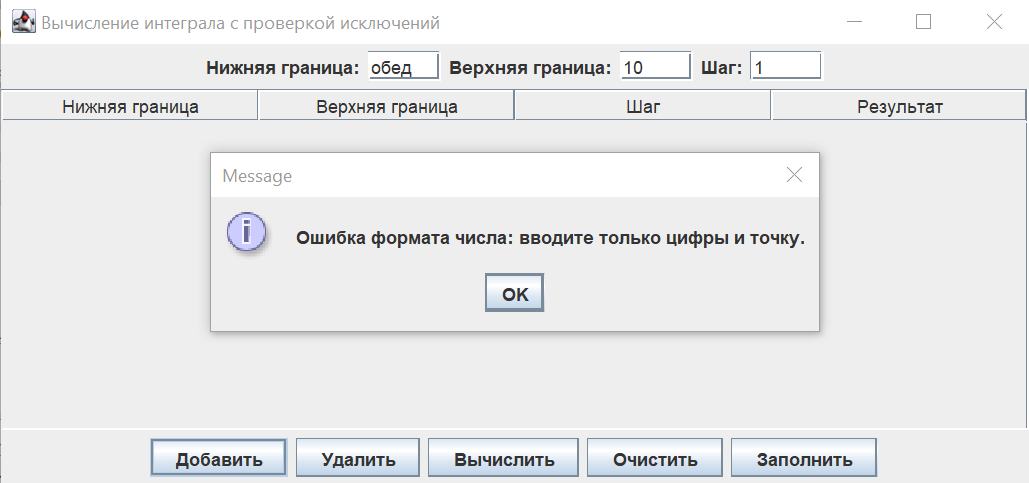 Вычисление интеграла с проверкой исключений
Нижняя граница: обед Верхняя граница: 10 Шаг: 1
Нижняя граница Верхняя граница Шаг Результат
Message
Ошибка формата числа: вводите только цифры и точку.
OK
Добавить Удалить Вычислить Очистить Заполнить